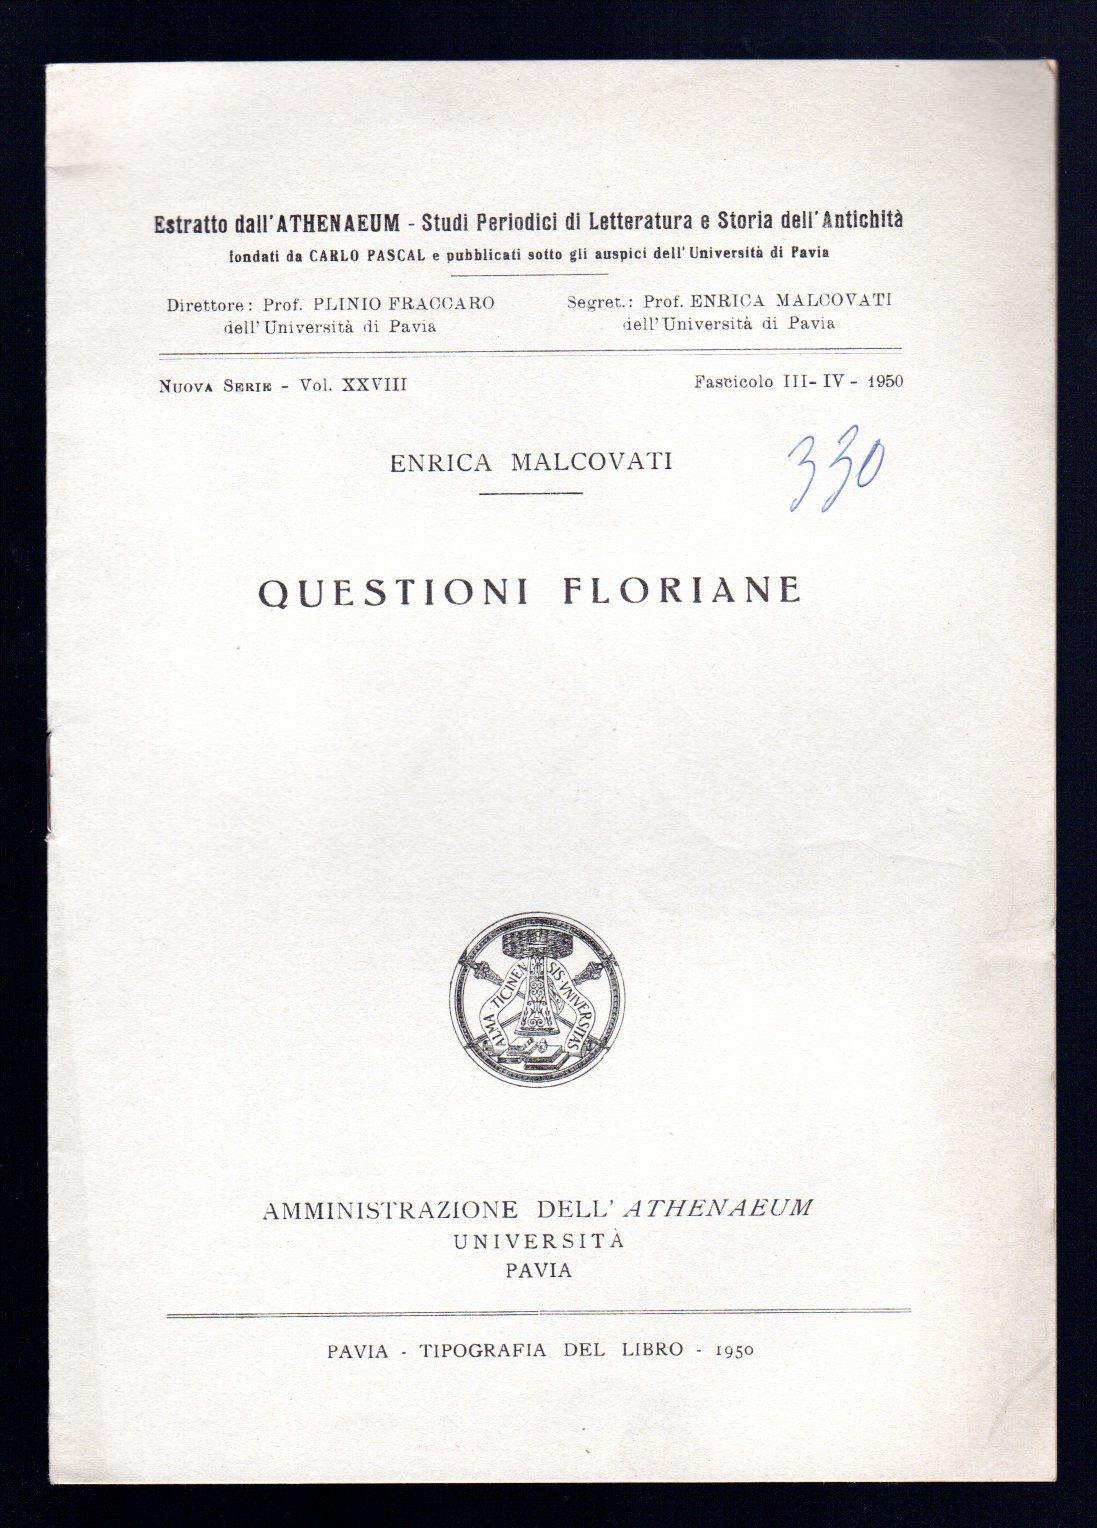 Estratto dall'ATHENAEUM - Studi Periodici di Letteratura e Storia dell'Antichità
fondati da CARLO PASCAL e pubblicati sotto gli auspici dell'Università di Pavia
Direttore: Prof. PLINIO FRACCARO
dell'Università di Pavia
Segret.: Prof. ENRICA MALCOVATI
dell'Università di Pavia
NUOVA SERIE - Vol. XXVIII
Fascicolo III-IV - 1950
ENRICA MALCOVATI
330
QUESTIONI FLORIANE
ALMA TICINENSIS VNIVERSITAS
AMMINISTRAZIONE DELL'ATHENAEUM
UNIVERSITÀ
PAVIA
PAVIA - TIPOGRAFIA DEL LIBRO - 1950